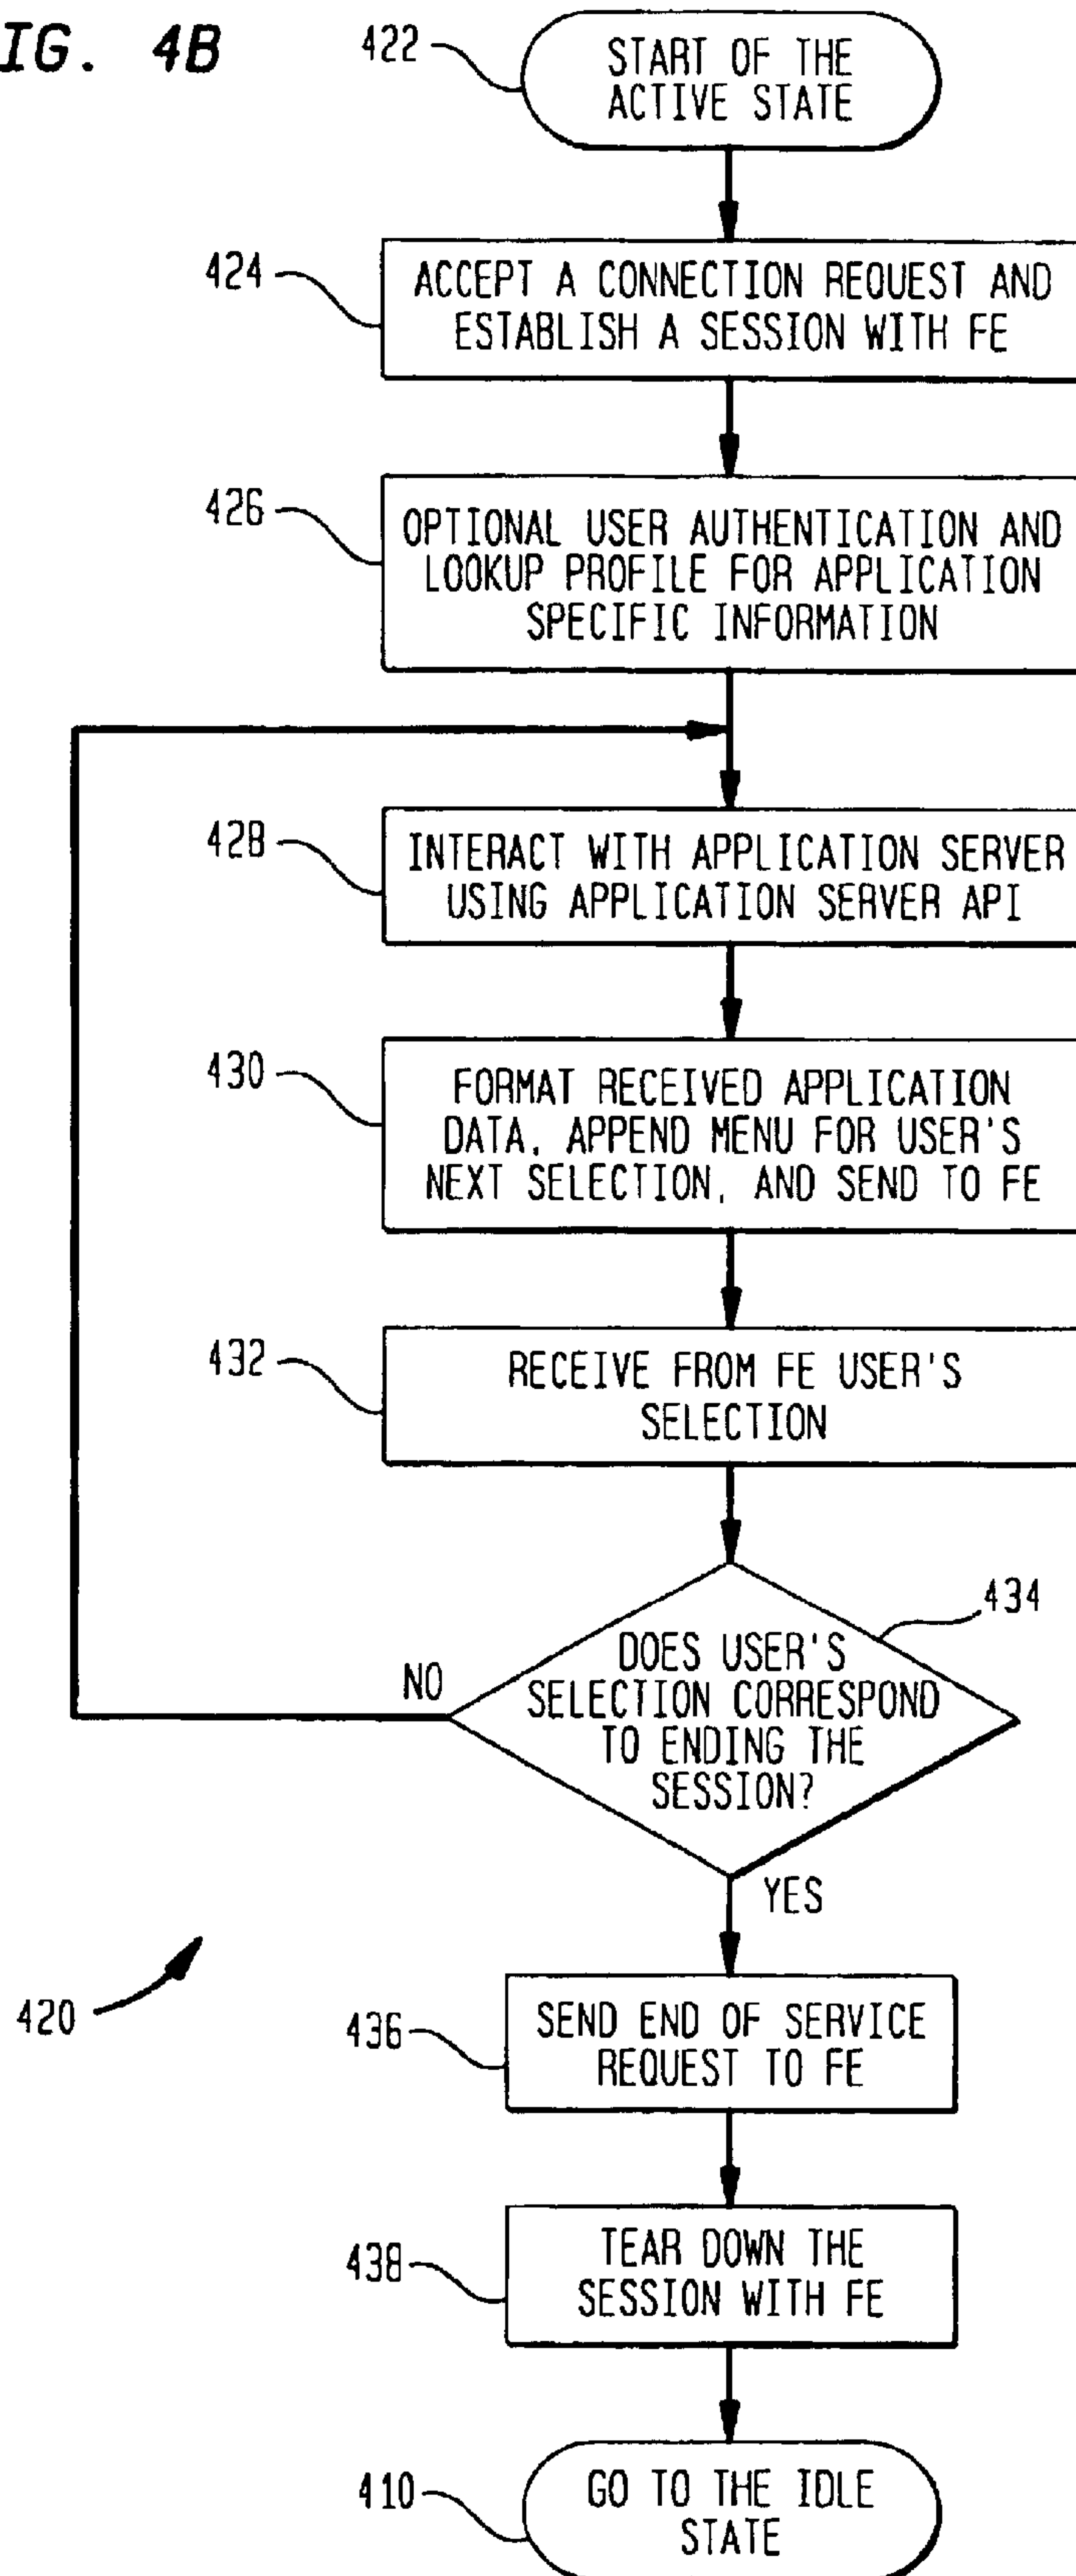 IG. 4B
422
START OF THE
ACTIVE STATE
424
ACCEPT A CONNECTION REQUEST AND
ESTABLISH A SESSION WITH FE
426
OPTIONAL USER AUTHENTICATION AND
LOOKUP PROFILE FOR APPLICATION
SPECIFIC INFORMATION
428
INTERACT WITH APPLICATION SERVER
USING APPLICATION SERVER API
430
FORMAT RECEIVED APPLICATION
DATA, APPEND MENU FOR USER'S
NEXT SELECTION, AND SEND TO FE
432
RECEIVE FROM FE USER'S
SELECTION
434
DOES USER'S
SELECTION CORRESPOND
TO ENDING THE
SESSION?
NO
YES
420
436
SEND END OF SERVICE
REQUEST TO FE
438
TEAR DOWN THE
SESSION WITH FE
410
GO TO THE IDLE
STATE